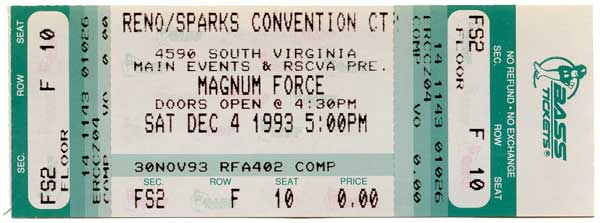 SEAT 10
ROW F
SEC. FS2
FLOOR
14 1143 01026
ERCCZ04 VO 0.00
COMP
RENO/SPARKS CONVENTION CT
4590 SOUTH VIRGINIA
MAIN EVENTS & RSCVA PRE.
MAGNUM FORCE
DOORS OPEN @ 4:30PM
SAT DEC 4 1993 5:00PM
30NOV93 RFA402 COMP
SEC. ROW SEAT PRICE
FS2 F 10 0.00
14 1143 01026
ERCCZ04 VO 0.00
COMP
SEC. FS2
FLOOR
ROW F
SEAT 10
NO REFUND • NO EXCHANGE
BASS
TICKETS